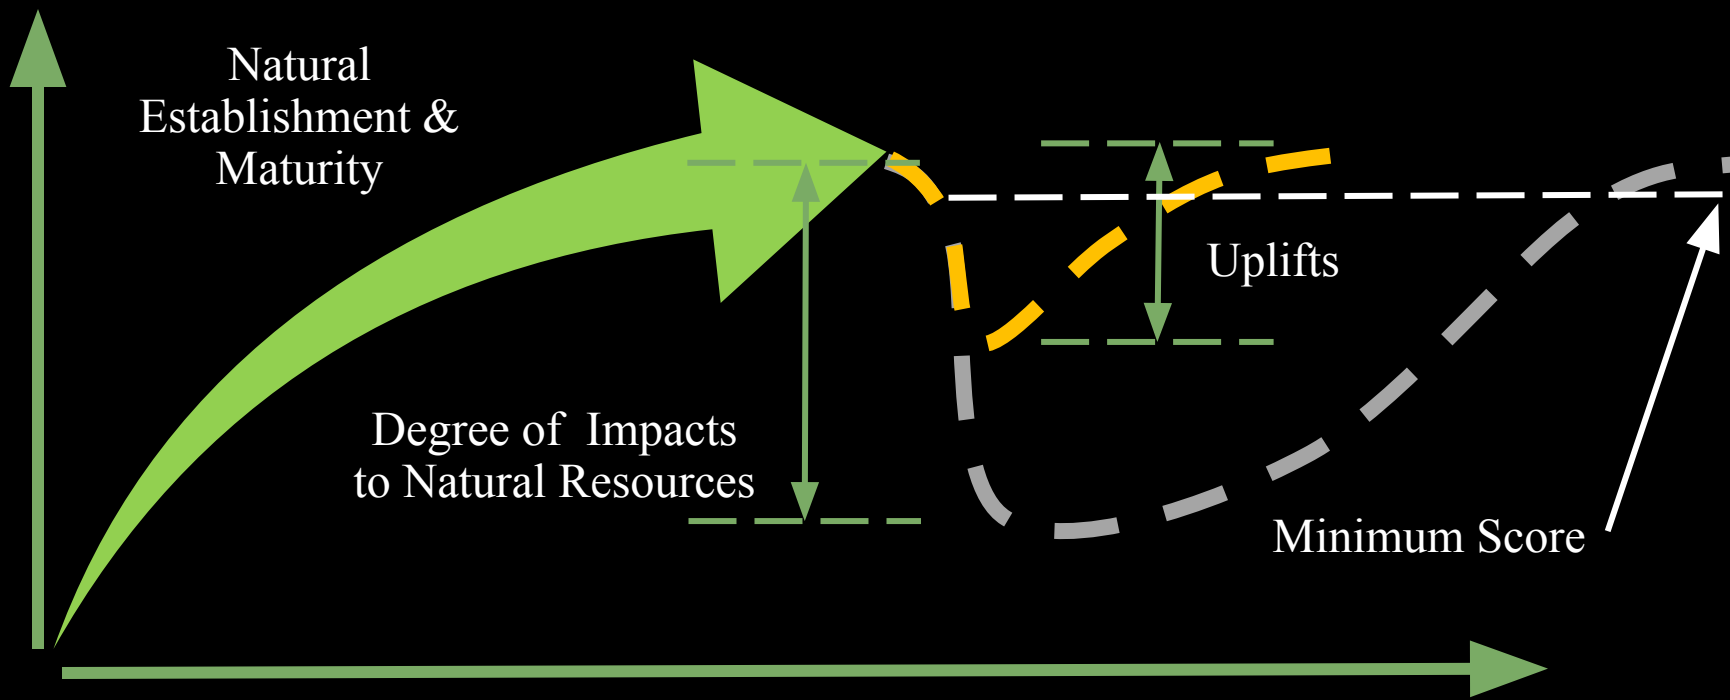 Natural
Establishment &
Maturity
Uplifts
Degree of  Impacts
to Natural Resources
Minimum Score